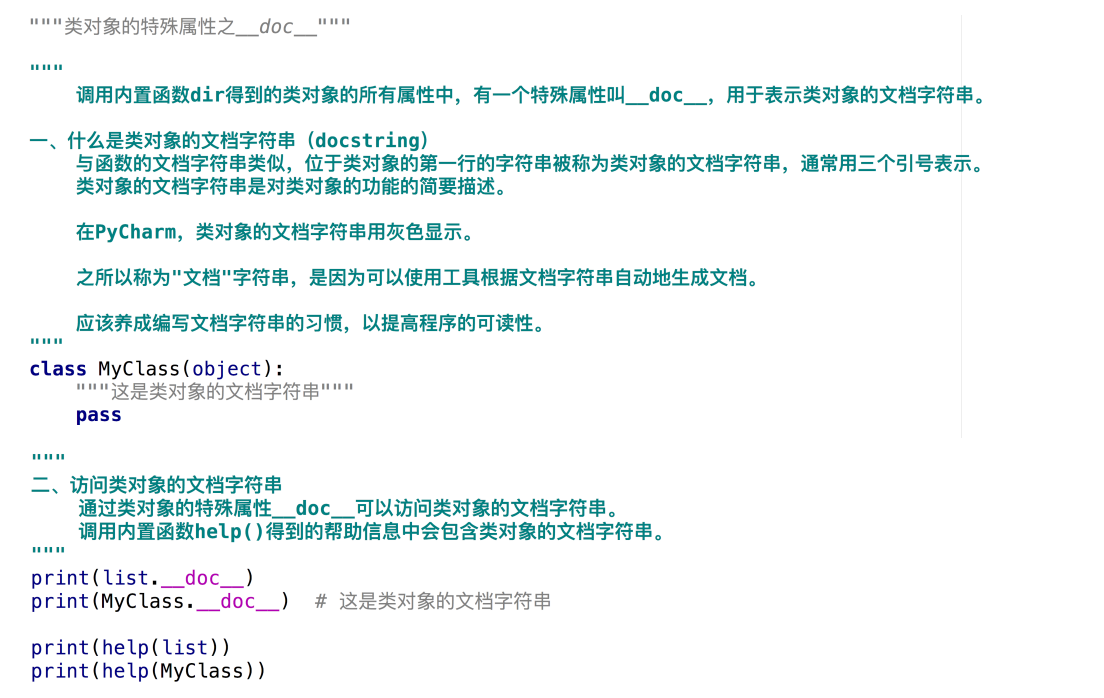 """类对象的特殊属性之__doc__"""
"""
调用内置函数dir得到的类对象的所有属性中，有一个特殊属性叫__doc__，用于表示类对象的文档字符串。
一、什么是类对象的文档字符串（docstring）
与函数的文档字符串类似，位于类对象的第一行的字符串被称为类对象的文档字符串，通常用三个引号表示。
类对象的文档字符串是对类对象的功能的简要描述。
在PyCharm，类对象的文档字符串用灰色显示。
之所以称为"文档"字符串，是因为可以使用工具根据文档字符串自动地生成文档。
应该养成编写文档字符串的习惯，以提高程序的可读性。
"""
class MyClass(object):
"""这是类对象的文档字符串"""
pass
"""
二、访问类对象的文档字符串
通过类对象的特殊属性__doc__可以访问类对象的文档字符串。
调用内置函数help()得到的帮助信息中会包含类对象的文档字符串。
"""
print(list.__doc__)
print(MyClass.__doc__)  # 这是类对象的文档字符串
print(help(list))
print(help(MyClass))